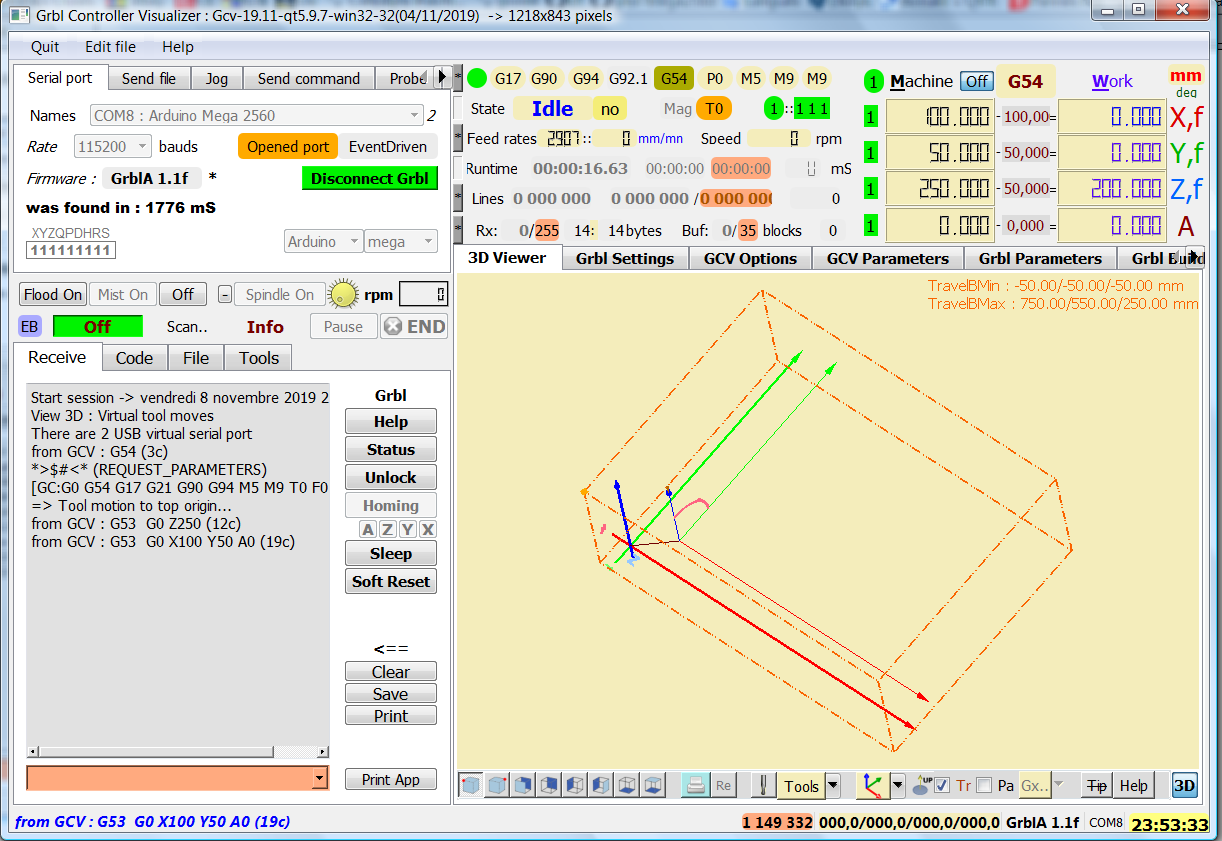 Grbl Controller Visualizer : Gcv-19.11-qt5.9.7-win32-32(04/11/2019) -> 1218x843 pixels
Quit Edit file Help
Serial port Send file Jog Send command Probe
Names COM8 : Arduino Mega 2560 2
Rate 115200 bauds Opened port EventDriven
Firmware : GrblA 1.1f * Disconnect Grbl
was found in : 1776 mS
XYZQPDHRS
111111111
Arduino mega
Flood On Mist On Off - Spindle On rpm 0
EB Off Scan.. Info Pause END
Receive Code File Tools
Start session -> vendredi 8 novembre 2019 2
View 3D : Virtual tool moves
There are 2 USB virtual serial port
from GCV : G54 (3c)
*>$#<* (REQUEST_PARAMETERS)
[GC:G0 G54 G17 G21 G90 G94 M5 M9 T0 F0
=> Tool motion to top origin...
from GCV : G53 G0 Z250 (12c)
from GCV : G53 G0 X100 Y50 A0 (19c)
Grbl
Help
Status
Unlock
Homing
A Z Y X
Sleep
Soft Reset
<==
Clear
Save
Print
Print App
* G17 G90 G94 G92.1 G54 P0 M5 M9 M9
State Idle no Mag T0 1 :: 1 1 1
* Feed rates 2907 :: 0 mm/mn Speed 0 rpm
Runtime 00:00:16.63 00:00:00 00:00:00 0 mS
* Lines 0 000 000 0 000 000 / 0 000 000 0
* Rx: 0/255 14: 14 bytes Buf: 0/35 blocks 0
1 Machine Off G54 Work mm
deg
1 100.000 - 100,00= 0.000 X,f
1 50.000 - 50,000= 0.000 Y,f
1 250.000 - 50,000= 200.000 Z,f
1 0.000 - 0,000 = 0.000 A
3D Viewer Grbl Settings GCV Options GCV Parameters Grbl Parameters Grbl Build
TravelBMin : -50.00/-50.00/-50.00 mm
TravelBMax : 750.00/550.00/250.00 mm
Re Tools UP Tr Pa Gx.. Tip Help 3D
from GCV : G53 G0 X100 Y50 A0 (19c)
1 149 332 000,0/000,0/000,0/000,0 GrblA 1.1f COM8 23:53:33